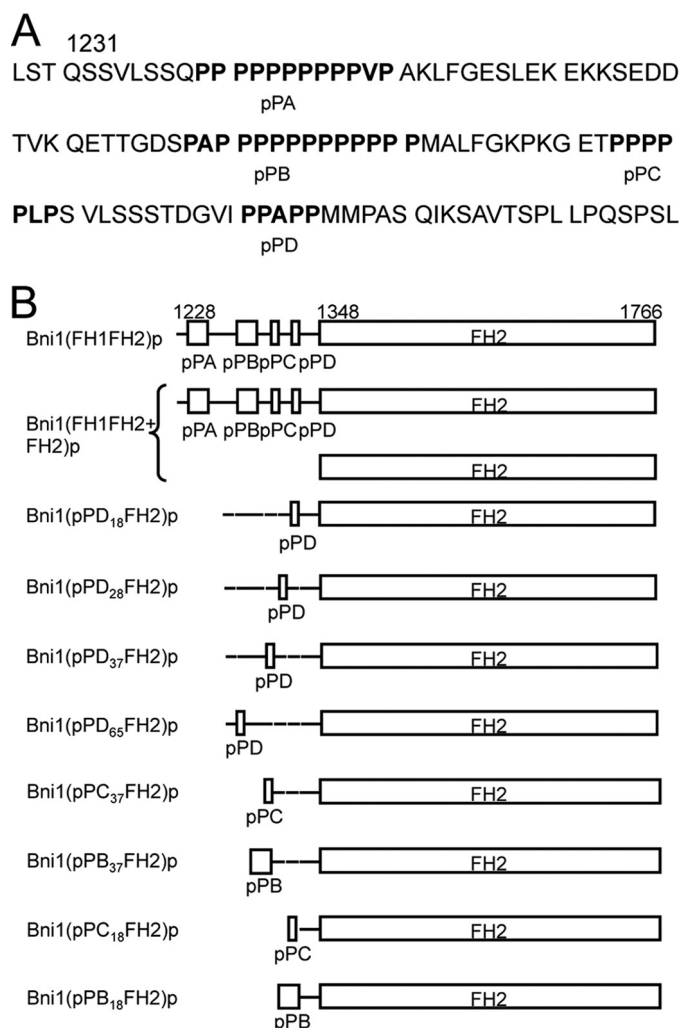 A
1231
LST QSSVLSSQPP PPPPPPPPVP AKLFGESLEK EKKSEDD
pPA
TVK QETTGDSPAP PPPPPPPPPP PMALFGKPKG ETPPPP
pPB pPC
PLPS VLSSSTDGVI PPAPPMMPAS QIKSAVTSPL LPQSPSL
pPD
B
1228 1348 1766
Bni1(FH1FH2)p FH2
pPA pPB pPC pPD
Bni1(FH1FH2+ FH2
FH2)p
pPA pPB pPC pPD
FH2
Bni1(pPD18FH2)p FH2
pPD
Bni1(pPD28FH2)p FH2
pPD
Bni1(pPD37FH2)p FH2
pPD
Bni1(pPD65FH2)p FH2
pPD
Bni1(pPC37FH2)p FH2
pPC
Bni1(pPB37FH2)p FH2
pPB
Bni1(pPC18FH2)p FH2
pPC
Bni1(pPB18FH2)p FH2
pPB